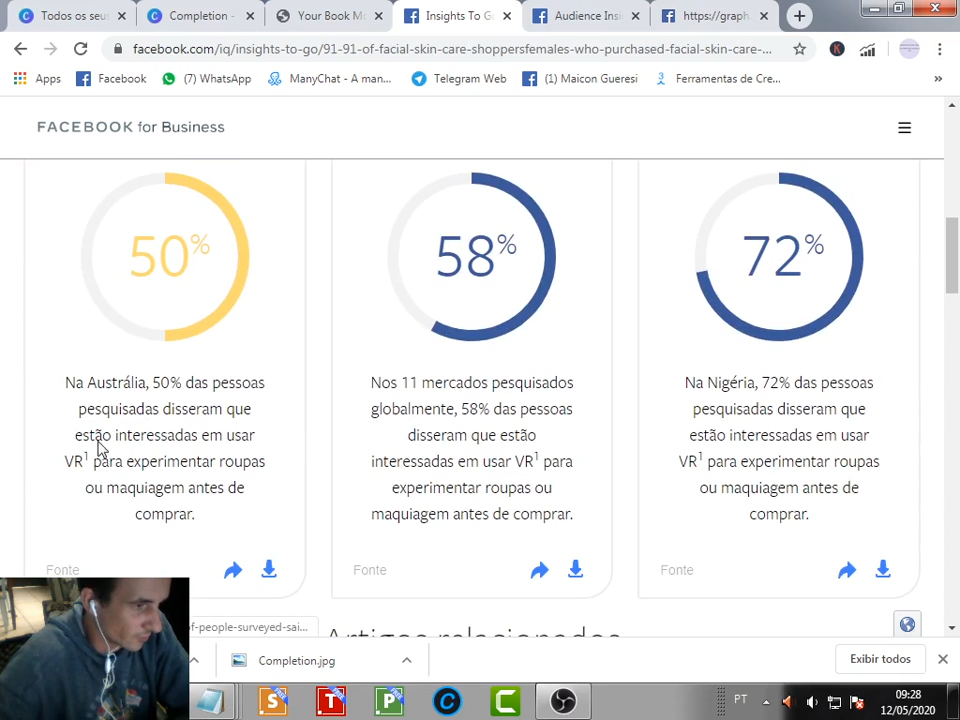 Todos os seus
Completion -
Your Book M
Insights To G
Audience Ins
https://graph
facebook.com/iq/insights-to-go/91-91-of-facial-skin-care-shoppersfemales-who-purchased-facial-skin-care-...
Apps
Facebook
(7) WhatsApp
ManyChat - A man...
Telegram Web
(1) Maicon Gueresi
Ferramentas de Cre...
»
FACEBOOK for Business
50%
58%
72%
Na Austrália, 50% das pessoas
pesquisadas disseram que
estão interessadas em usar
VR1 para experimentar roupas
ou maquiagem antes de
comprar.
Nos 11 mercados pesquisados
globalmente, 58% das pessoas
disseram que estão
interessadas em usar VR1 para
experimentar roupas ou
maquiagem antes de comprar.
Na Nigéria, 72% das pessoas
pesquisadas disseram que
estão interessadas em usar
VR1 para experimentar roupas
ou maquiagem antes de
comprar.
Fonte
Fonte
Fonte
of-people-surveyed-sai...
Artigos relacionados
Completion.jpg
Exibir todos
S FREE
T FREE
P FREE
PT
09:28
12/05/2020